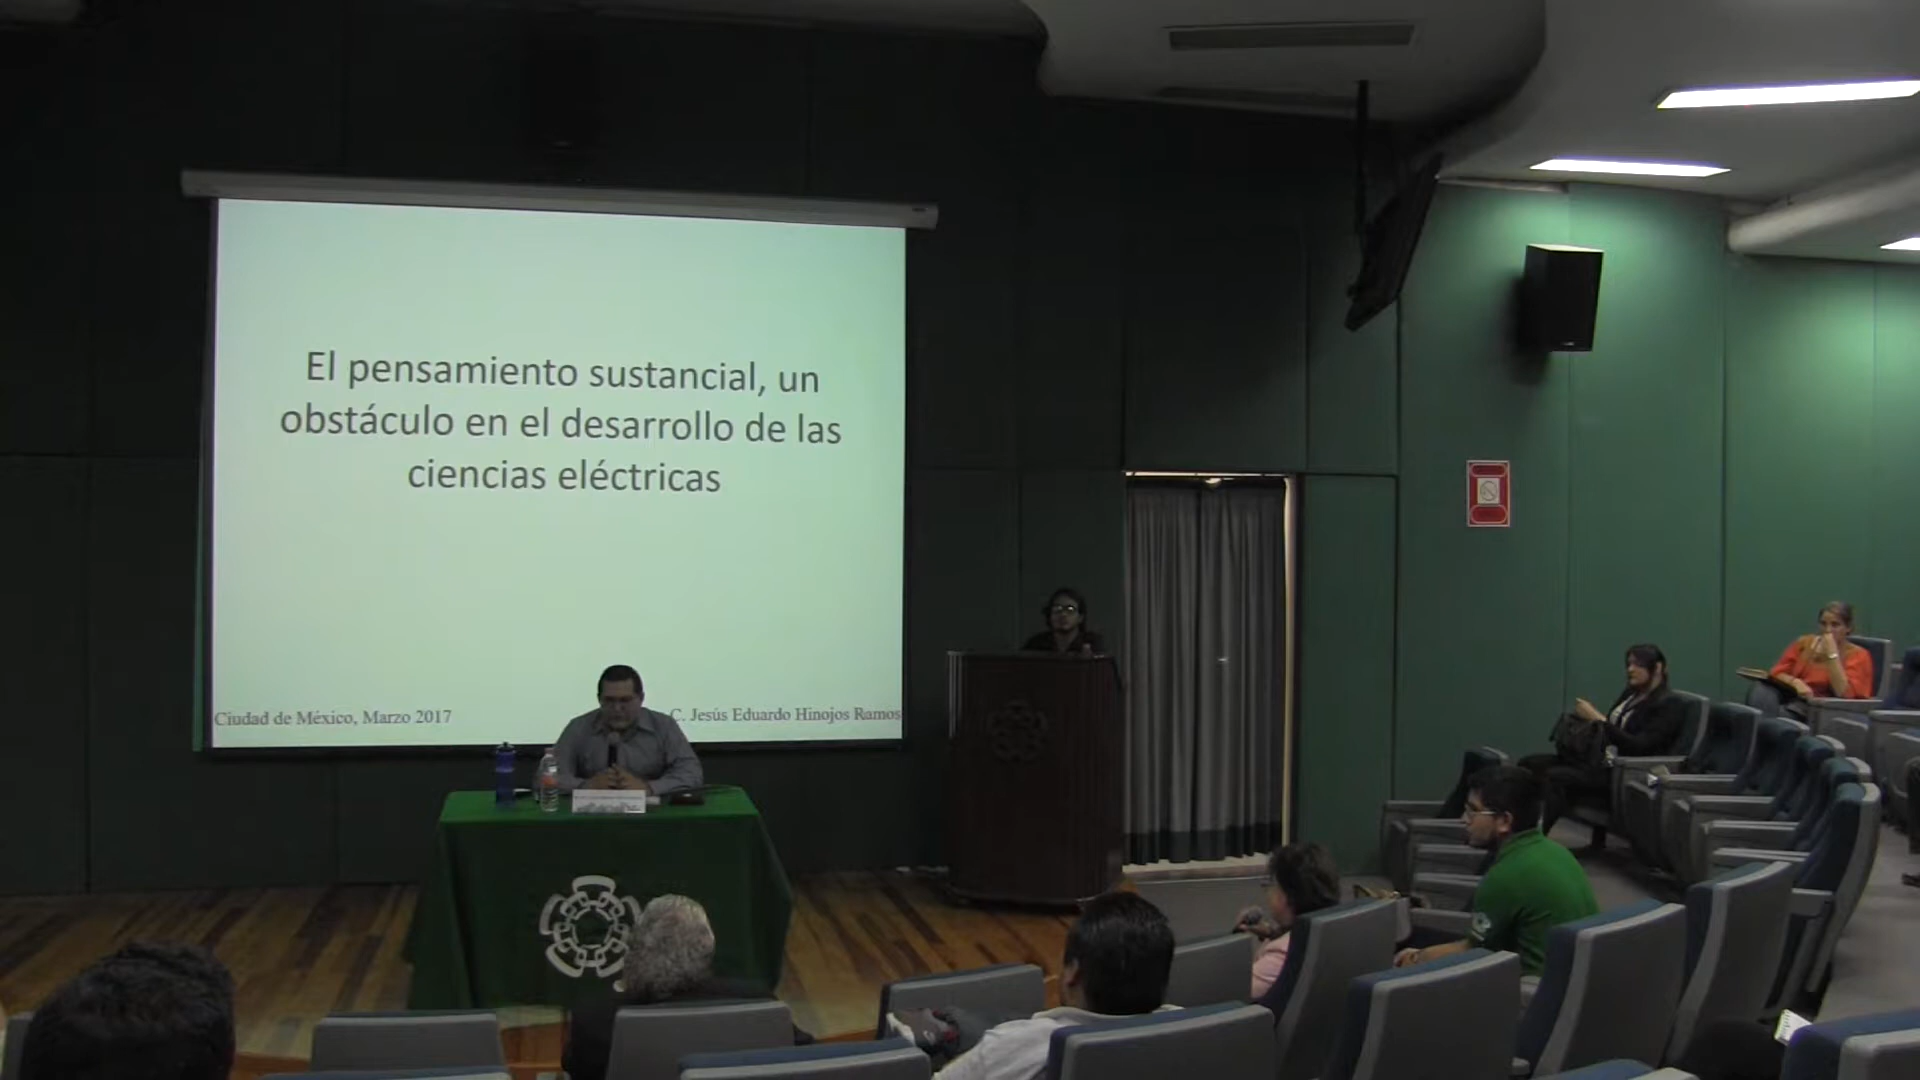 El pensamiento sustancial, un
obstáculo en el desarrollo de las
ciencias eléctricas
Ciudad de México, Marzo 2017
C. Jesús Eduardo Hinojos Ramos